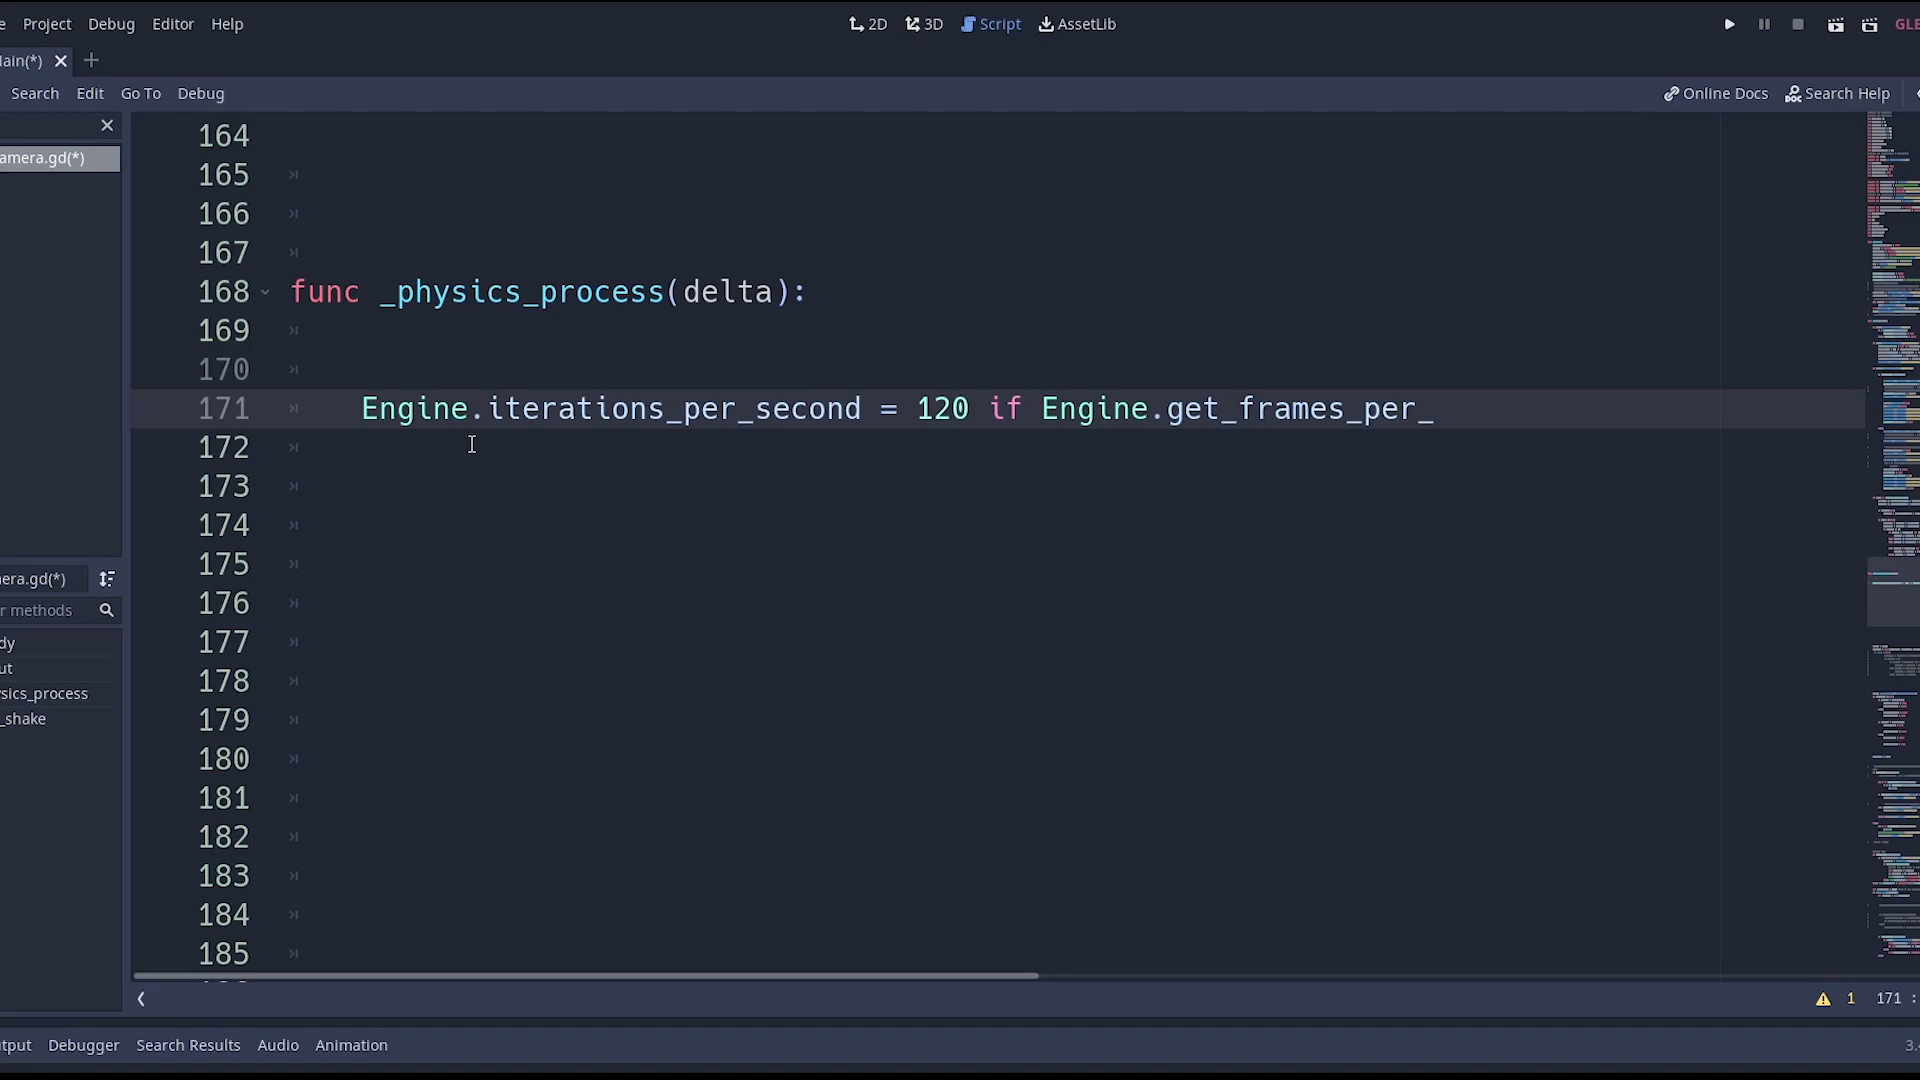 Project Debug Editor Help
2D 3D Script AssetLib
GLE
ain(*)
Search Edit Go To Debug
Online Docs Search Help
amera.gd(*)
164
165
166
167
168 func _physics_process(delta):
169
170
171 Engine.iterations_per_second = 120 if Engine.get_frames_per_
172
173
174
175
176
177
178
179
180
181
182
183
184
185
era.gd(*)
r methods
dy
ut
sics_process
_shake
1 171 :
tput Debugger Search Results Audio Animation
3.